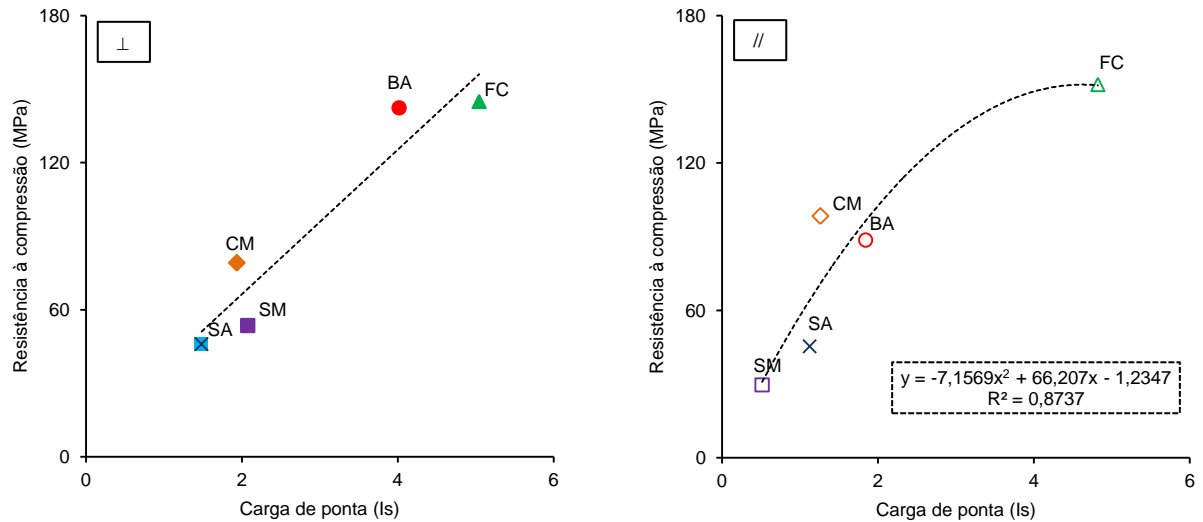 ⊥
Resistência à compressão (MPa)
180
120
60
0
BA
FC
CM
SM
SA
0 2 4 6
Carga de ponta (Is)
//
Resistência à compressão (MPa)
180
120
60
0
FC
CM
BA
SA
SM
y = -7,1569x² + 66,207x - 1,2347
R² = 0,8737
0 2 4 6
Carga de ponta (Is)